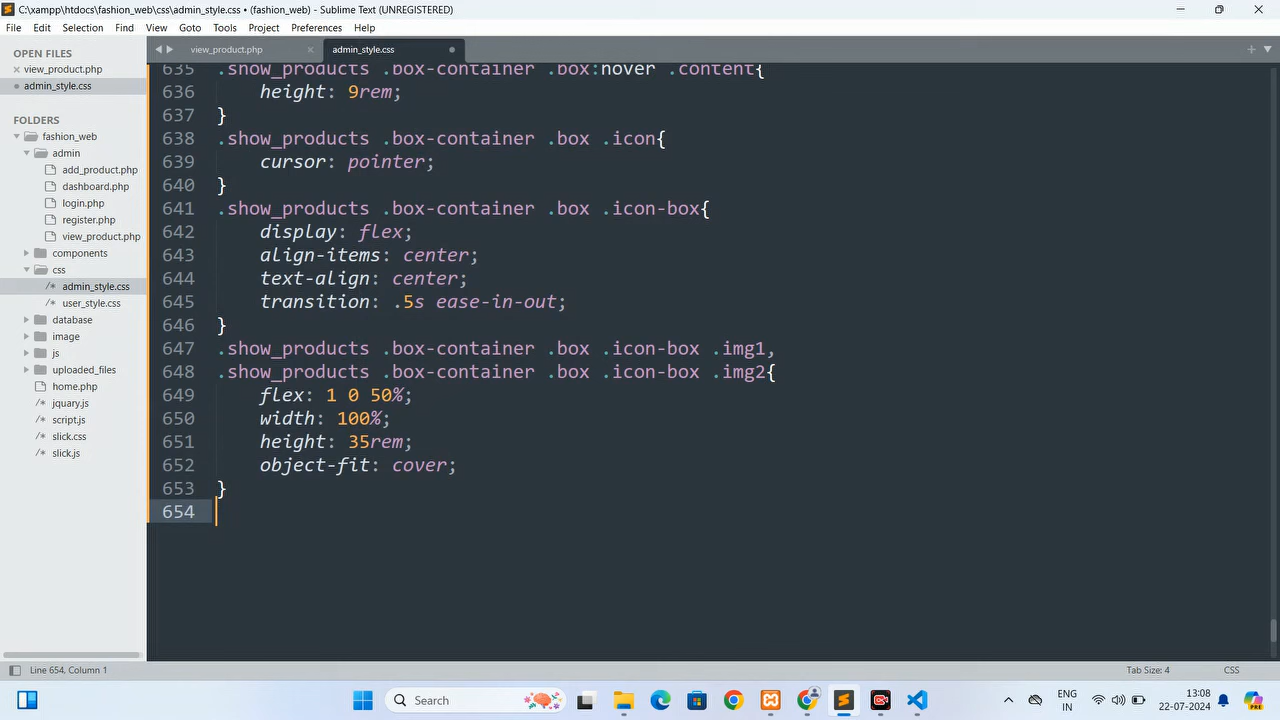 C:\xampp\htdocs\fashion_web\css\admin_style.css • (fashion_web) - Sublime Text (UNREGISTERED)
File Edit Selection Find View Goto Tools Project Preferences Help
OPEN FILES
view_product.php
admin_style.css
FOLDERS
fashion_web
admin
add_product.php
dashboard.php
login.php
register.php
view_product.php
components
css
/* admin_style.css
/* user_style.css
database
image
js
uploaded_files
home.php
/* jquary.js
/* script.js
/* slick.css
/* slick.js
view_product.php admin_style.css
635 .show_products .box-container .box:hover .content{
636 height: 9rem;
637 }
638 .show_products .box-container .box .icon{
639 cursor: pointer;
640 }
641 .show_products .box-container .box .icon-box{
642 display: flex;
643 align-items: center;
644 text-align: center;
645 transition: .5s ease-in-out;
646 }
647 .show_products .box-container .box .icon-box .img1,
648 .show_products .box-container .box .icon-box .img2{
649 flex: 1 0 50%;
650 width: 100%;
651 height: 35rem;
652 object-fit: cover;
653 }
654
Line 654, Column 1 Tab Size: 4 CSS
Search ENG IN 13:08 22-07-2024 PRE